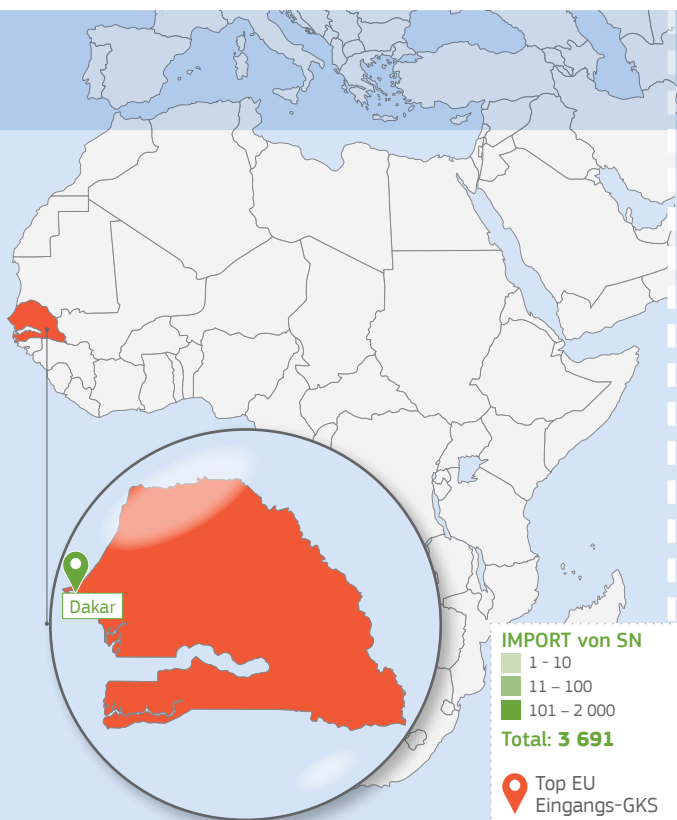 Dakar
IMPORT von SN
1 - 10
11 – 100
101 – 2 000
Total: 3 691
Top EU
Eingangs-GKS